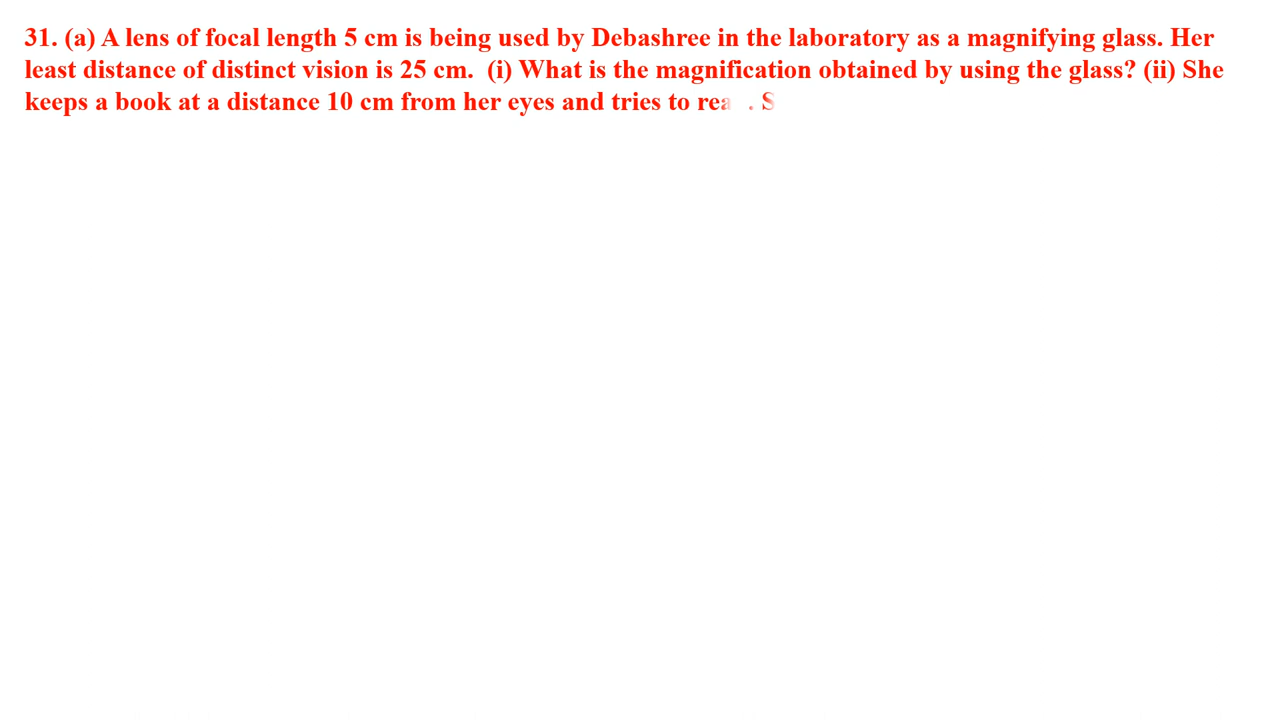 31. (a) A lens of focal length 5 cm is being used by Debashree in the laboratory as a magnifying glass. Her
least distance of distinct vision is 25 cm. (i) What is the magnification obtained by using the glass? (ii) She
keeps a book at a distance 10 cm from her eyes and tries to